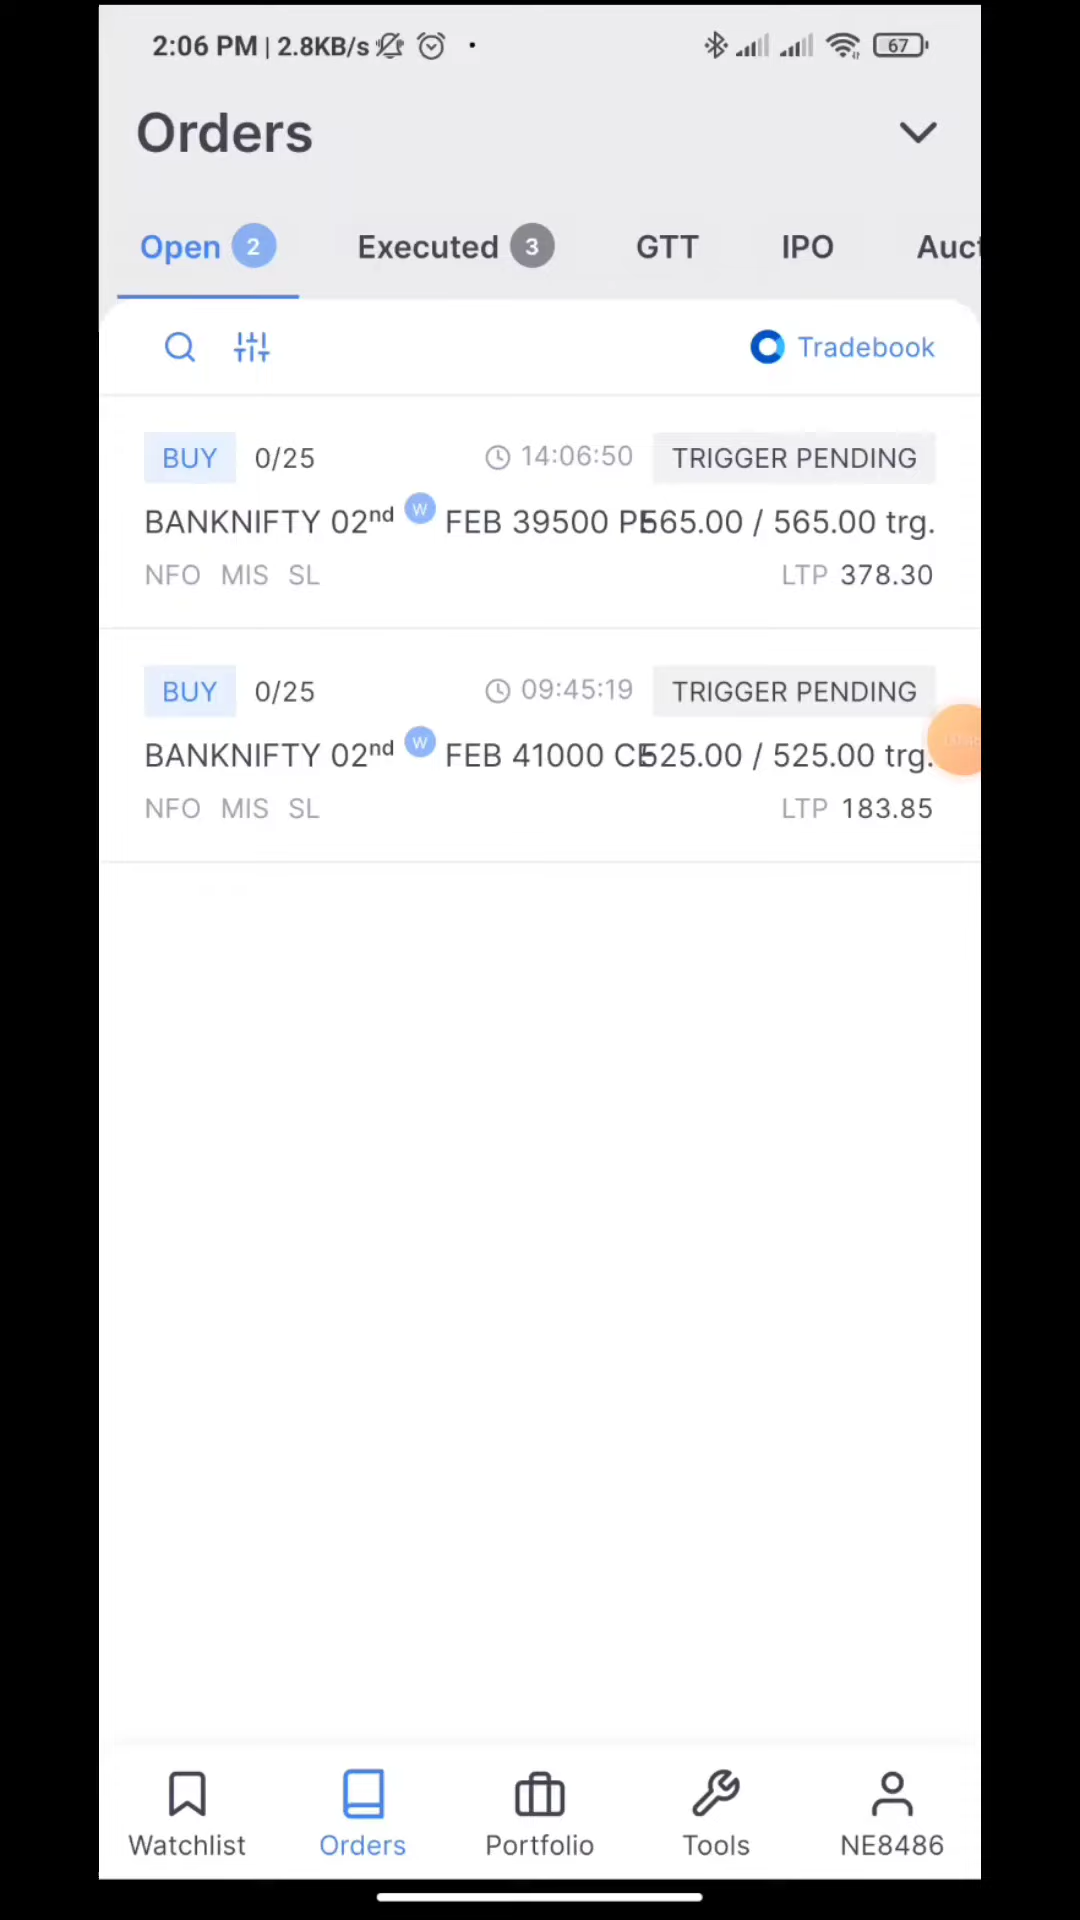 2:06 PM | 2.8KB/s 67
Orders
Open 2 Executed 3 GTT IPO Auct
Tradebook
BUY 0/25 14:06:50 TRIGGER PENDING
BANKNIFTY 02nd W FEB 39500 PE 565.00 / 565.00 trg.
NFO MIS SL LTP 378.30
BUY 0/25 09:45:19 TRIGGER PENDING
BANKNIFTY 02nd W FEB 41000 CE 525.00 / 525.00 trg.
NFO MIS SL LTP 183.85
Watchlist Orders Portfolio Tools NE8486